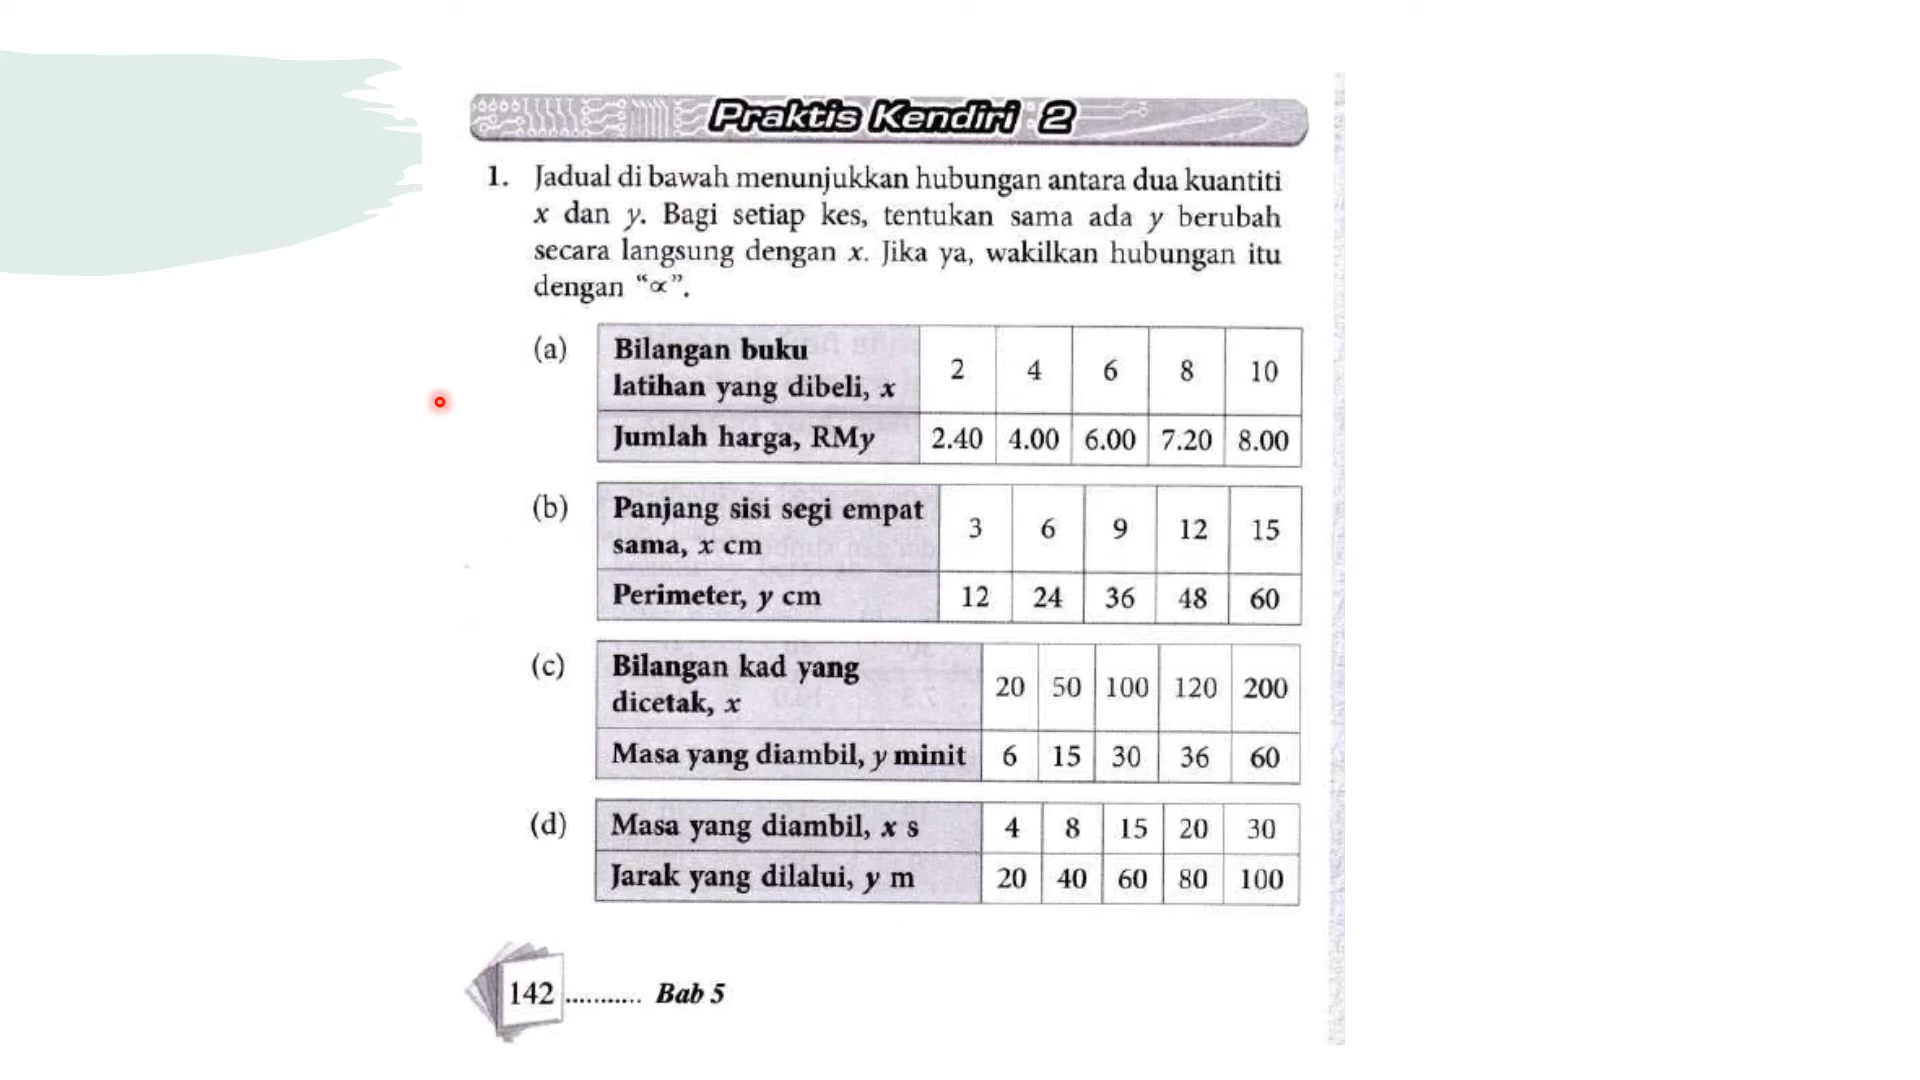 Praktis Kendiri 2
1. Jadual di bawah menunjukkan hubungan antara dua kuantiti
x dan y. Bagi setiap kes, tentukan sama ada y berubah
secara langsung dengan x. Jika ya, wakilkan hubungan itu
dengan “∝”.
(a) Bilangan buku
latihan yang dibeli, x 2 4 6 8 10
Jumlah harga, RMy 2.40 4.00 6.00 7.20 8.00
(b) Panjang sisi segi empat
sama, x cm 3 6 9 12 15
Perimeter, y cm 12 24 36 48 60
(c) Bilangan kad yang
dicetak, x 20 50 100 120 200
Masa yang diambil, y minit 6 15 30 36 60
(d) Masa yang diambil, x s 4 8 15 20 30
Jarak yang dilalui, y m 20 40 60 80 100
142 ........... Bab 5